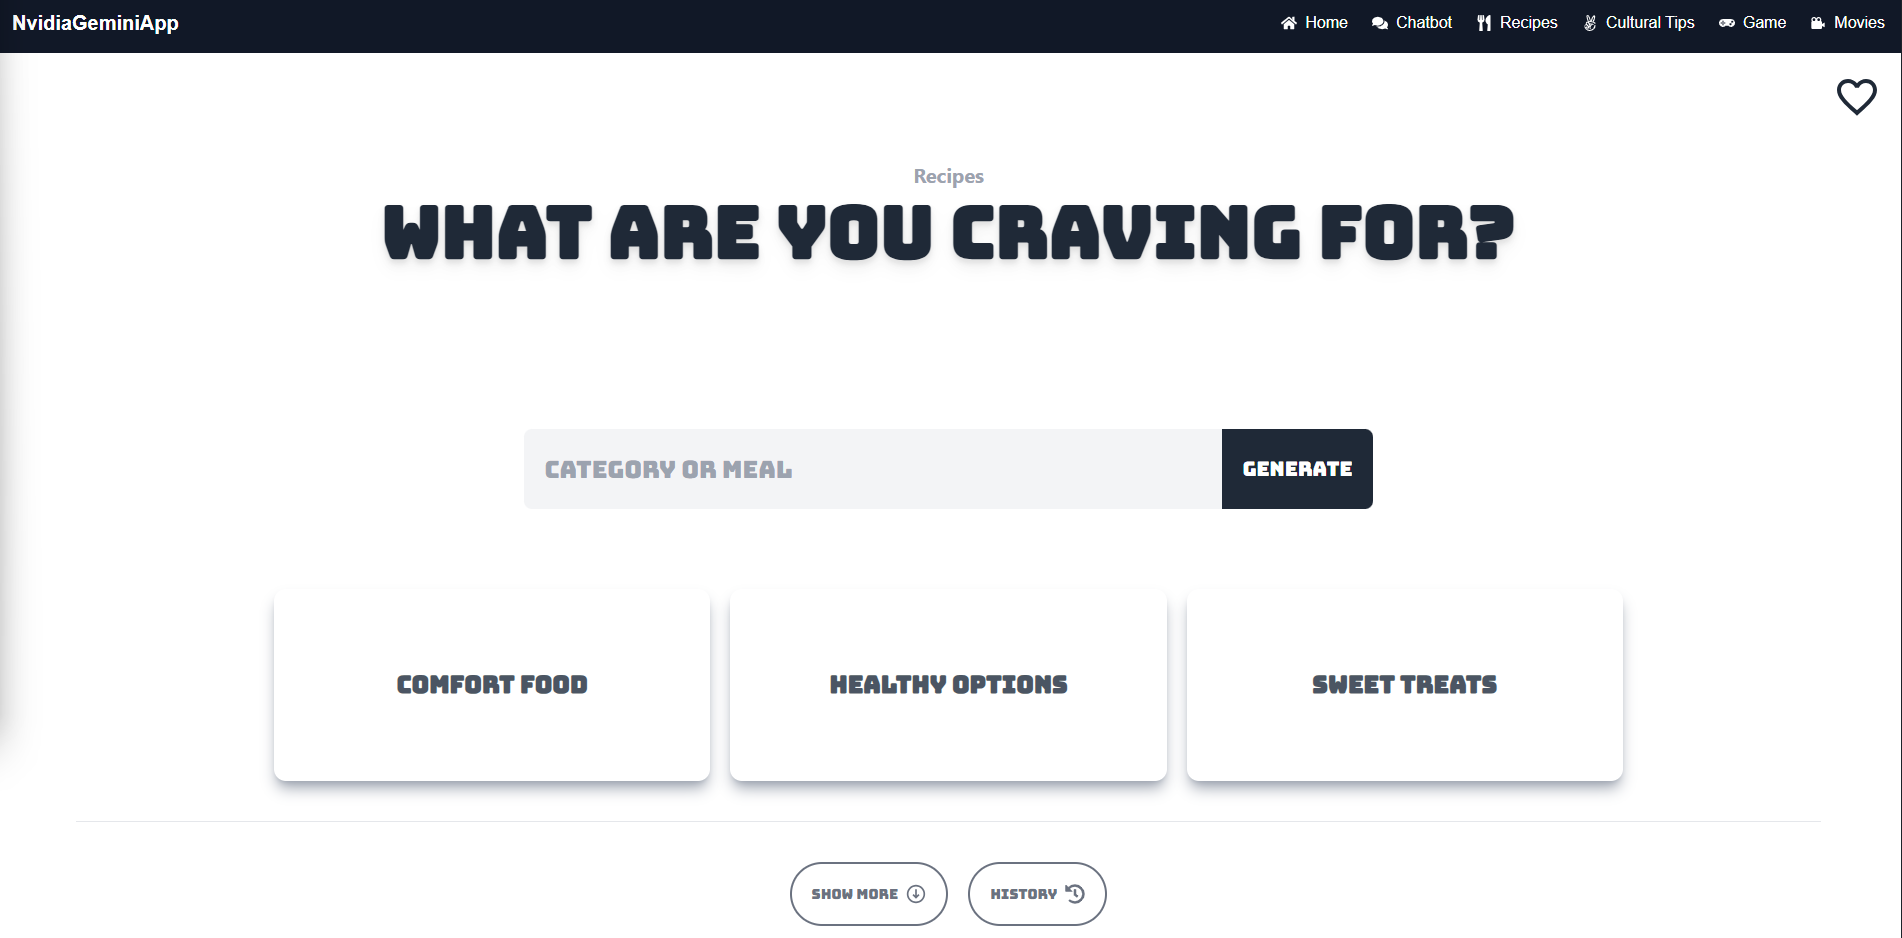 NvidiaGeminiApp
Home Chatbot Recipes Cultural Tips Game Movies
Recipes
WHAT ARE YOU CRAVING FOR?
CATEGORY OR MEAL GENERATE
COMFORT FOOD HEALTHY OPTIONS SWEET TREATS
SHOW MORE HISTORY